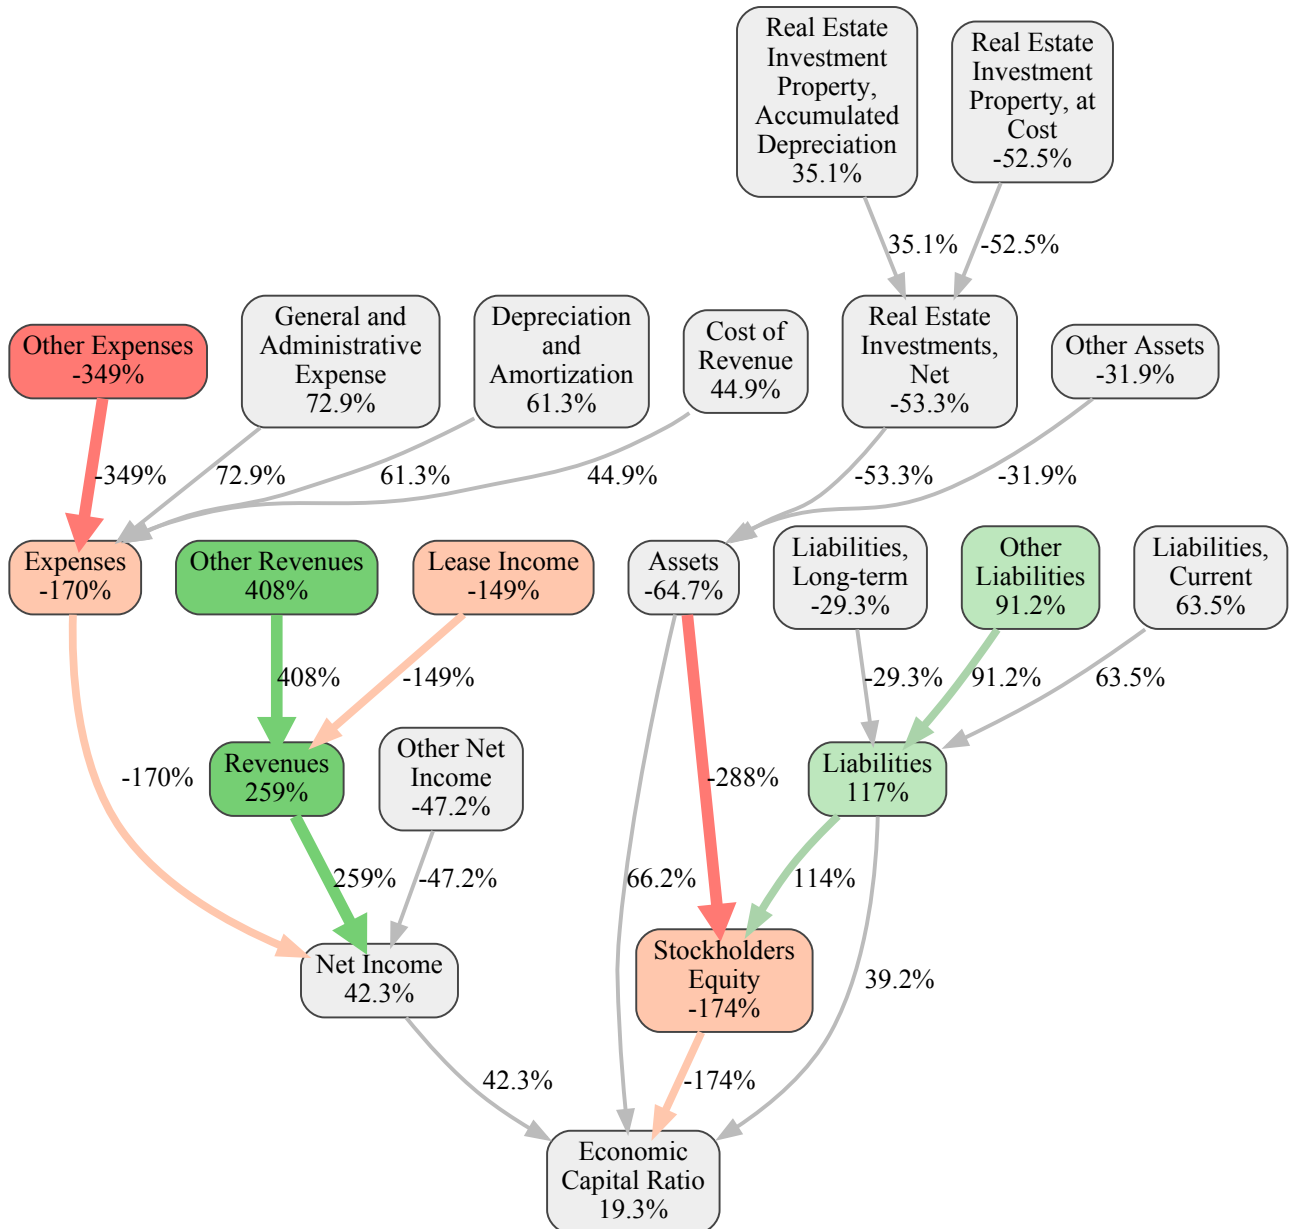 Real Estate
Investment
Property,
Accumulated
Depreciation
35.1%
Real Estate
Investment
Property, at
Cost
-52.5%
35.1%
-52.5%
Other Expenses
-349%
General and
Administrative
Expense
72.9%
Depreciation
and
Amortization
61.3%
Cost of
Revenue
44.9%
Real Estate
Investments,
Net
-53.3%
Other Assets
-31.9%
-349%
72.9%
61.3%
44.9%
-53.3%
-31.9%
Expenses
-170%
Other Revenues
408%
Lease Income
-149%
Assets
-64.7%
Liabilities,
Long-term
-29.3%
Other
Liabilities
91.2%
Liabilities,
Current
63.5%
408%
-149%
-29.3%
91.2%
63.5%
-170%
Revenues
259%
Other Net
Income
-47.2%
-288%
Liabilities
117%
259%
-47.2%
66.2%
114%
Net Income
42.3%
Stockholders
Equity
-174%
39.2%
42.3%
-174%
Economic
Capital Ratio
19.3%